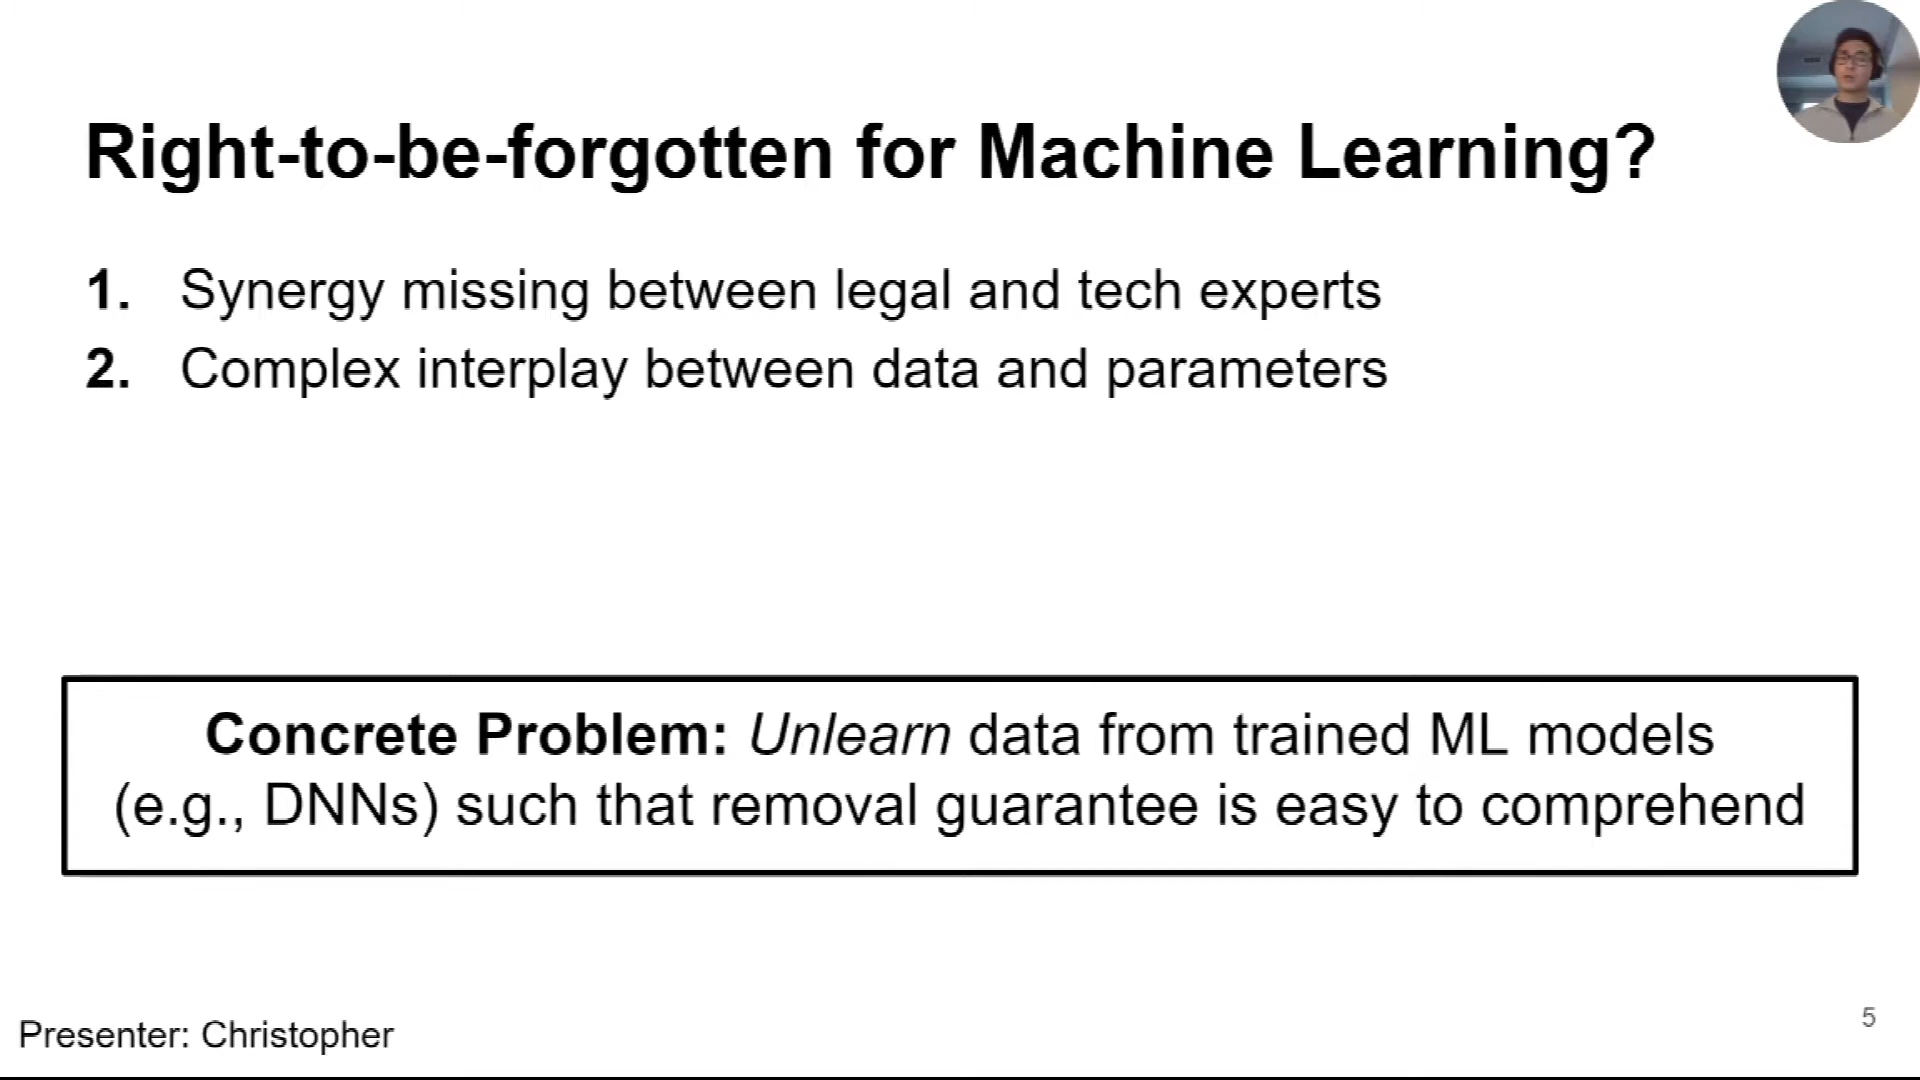 Right-to-be-forgotten for Machine Learning?
1. Synergy missing between legal and tech experts
2. Complex interplay between data and parameters
Concrete Problem: Unlearn data from trained ML models
(e.g., DNNs) such that removal guarantee is easy to comprehend
Presenter: Christopher
5